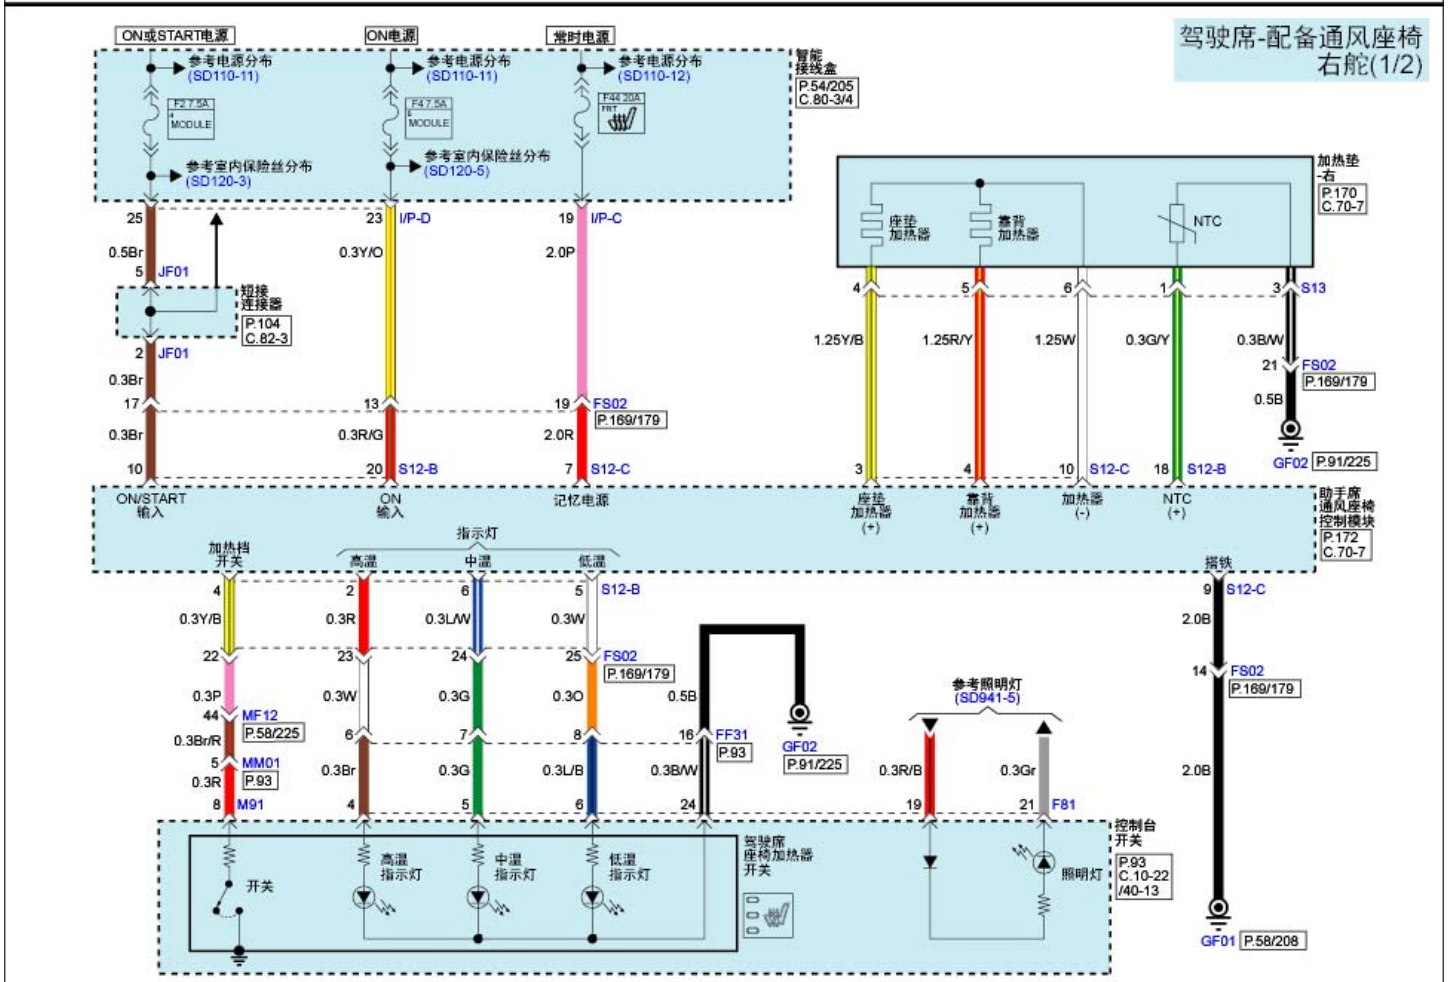 驾驶席-配备通风座椅
右舵(1/2)
ON或START电源
ON电源
常时电源
参考电源分布
(SD110-11)
参考电源分布
(SD110-11)
参考电源分布
(SD110-12)
智能
接线盒
P.54/205
C.80-3/4
F2 7.5A
4
MODULE
F4 7.5A
MODULE
F44 20A
FRT
参考室内保险丝分布
(SD120-3)
参考室内保险丝分布
(SD120-5)
25
23 I/P-D
19 I/P-C
0.5Br
0.3Y/O
2.0P
5 JF01
短接
连接器
P.104
C.82-3
2 JF01
0.3Br
17
13
19 FS02
P.169/179
0.3Br
0.3R/G
2.0R
10
20 S12-B
7 S12-C
加热垫
-右
P.170
C.70-7
座垫
加热器
靠背
加热器
NTC
4
5
6
1
3 S13
1.25Y/B
1.25R/Y
1.25W
0.3G/Y
0.3B/W
21 FS02
P.169/179
0.5B
GF02 P.91/225
3
4
10 S12-C
18 S12-B
ON/START
输入
ON
输入
记忆电源
座垫
加热器
(+)
靠背
加热器
(+)
加热器
(-)
NTC
(+)
助手席
通风座椅
控制模块
P.172
C.70-7
指示灯
加热档
开关
高温
中温
低温
搭铁
4
2
6
5 S12-B
9 S12-C
0.3Y/B
0.3R
0.3L/W
0.3W
2.0B
22
23
24
25 FS02
P.169/179
14 FS02
P.169/179
0.3P
0.3W
0.3G
0.3O
0.5B
参考照明灯
(SD941-5)
44 MF12
P.58/225
6
7
8
16 FF31
P.93
GF02
P.91/225
0.3Br/R
5 MM01
P.93
0.3R
0.3Br
0.3G
0.3L/B
0.3B/W
0.3R/B
0.3Gr
2.0B
8 M91
4
5
6
24
19
21 F81
控制台
开关
P.93
C.10-22
/40-13
驾驶席
座椅加热器
开关
开关
高温
指示灯
中温
指示灯
低温
指示灯
照明灯
GF01 P.58/208